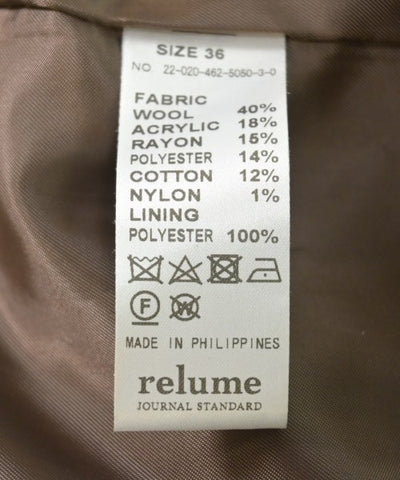 SIZE 36
NO 22-020-462-5050-3-0
FABRIC
WOOL 40%
ACRYLIC 18%
RAYON 15%
POLYESTER 14%
COTTON 12%
NYLON 1%
LINING
POLYESTER 100%
F W
MADE IN PHILIPPINES
relume
JOURNAL STANDARD